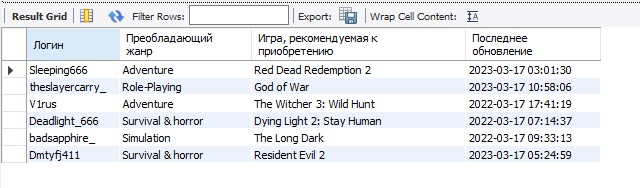 Result Grid Filter Rows: Export: Wrap Cell Content:
Логин Преобладающий жанр Игра, рекомендуемая к приобретению Последнее обновление
Sleeping666 Adventure Red Dead Redemption 2 2023-03-17 03:01:30
theslayercarry_ Role-Playing God of War 2023-03-17 10:58:06
V1rus Adventure The Witcher 3: Wild Hunt 2022-03-17 17:41:19
Deadlight_666 Survival & horror Dying Light 2: Stay Human 2022-03-17 07:14:37
badsapphire_ Simulation The Long Dark 2022-03-17 09:33:13
Dmtyfj411 Survival & horror Resident Evil 2 2023-03-17 05:24:59